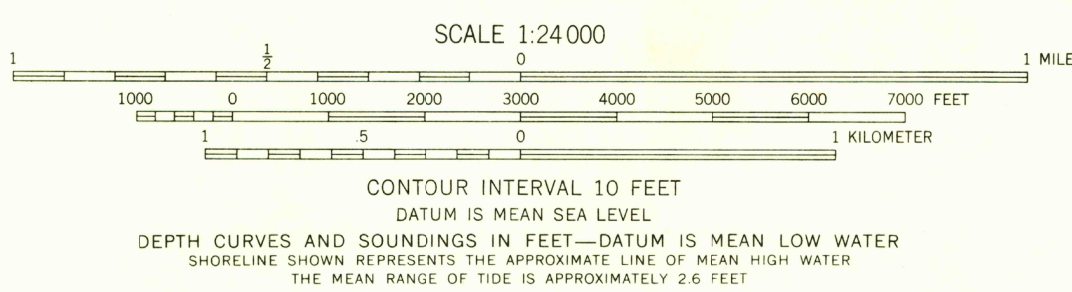 SCALE 1:24 000
1 1/2 0 1 MILE
1000 0 1000 2000 3000 4000 5000 6000 7000 FEET
1 .5 0 1 KILOMETER
CONTOUR INTERVAL 10 FEET
DATUM IS MEAN SEA LEVEL
DEPTH CURVES AND SOUNDINGS IN FEET—DATUM IS MEAN LOW WATER
SHORELINE SHOWN REPRESENTS THE APPROXIMATE LINE OF MEAN HIGH WATER
THE MEAN RANGE OF TIDE IS APPROXIMATELY 2.6 FEET